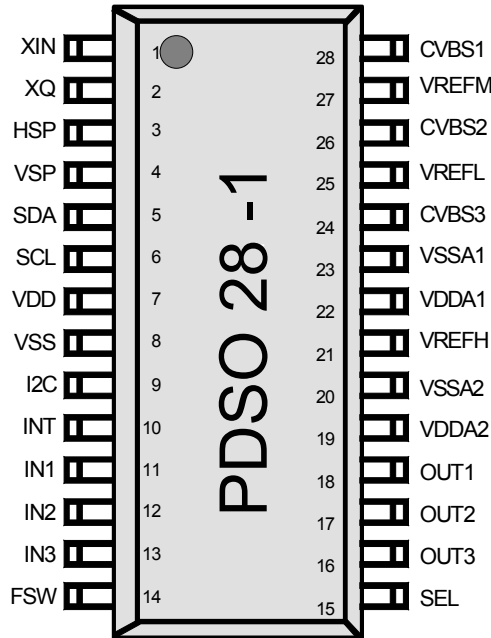 XIN 1 28 CVBS1
XQ 2 27 VREFM
HSP 3 26 CVBS2
VSP 4 25 VREFL
SDA 5 24 CVBS3
SCL 6 23 VSSA1
VDD 7 22 VDDA1
VSS 8 21 VREFH
I2C 9 20 VSSA2
INT 10 19 VDDA2
IN1 11 18 OUT1
IN2 12 17 OUT2
IN3 13 16 OUT3
FSW 14 15 SEL
PDSO 28 -1